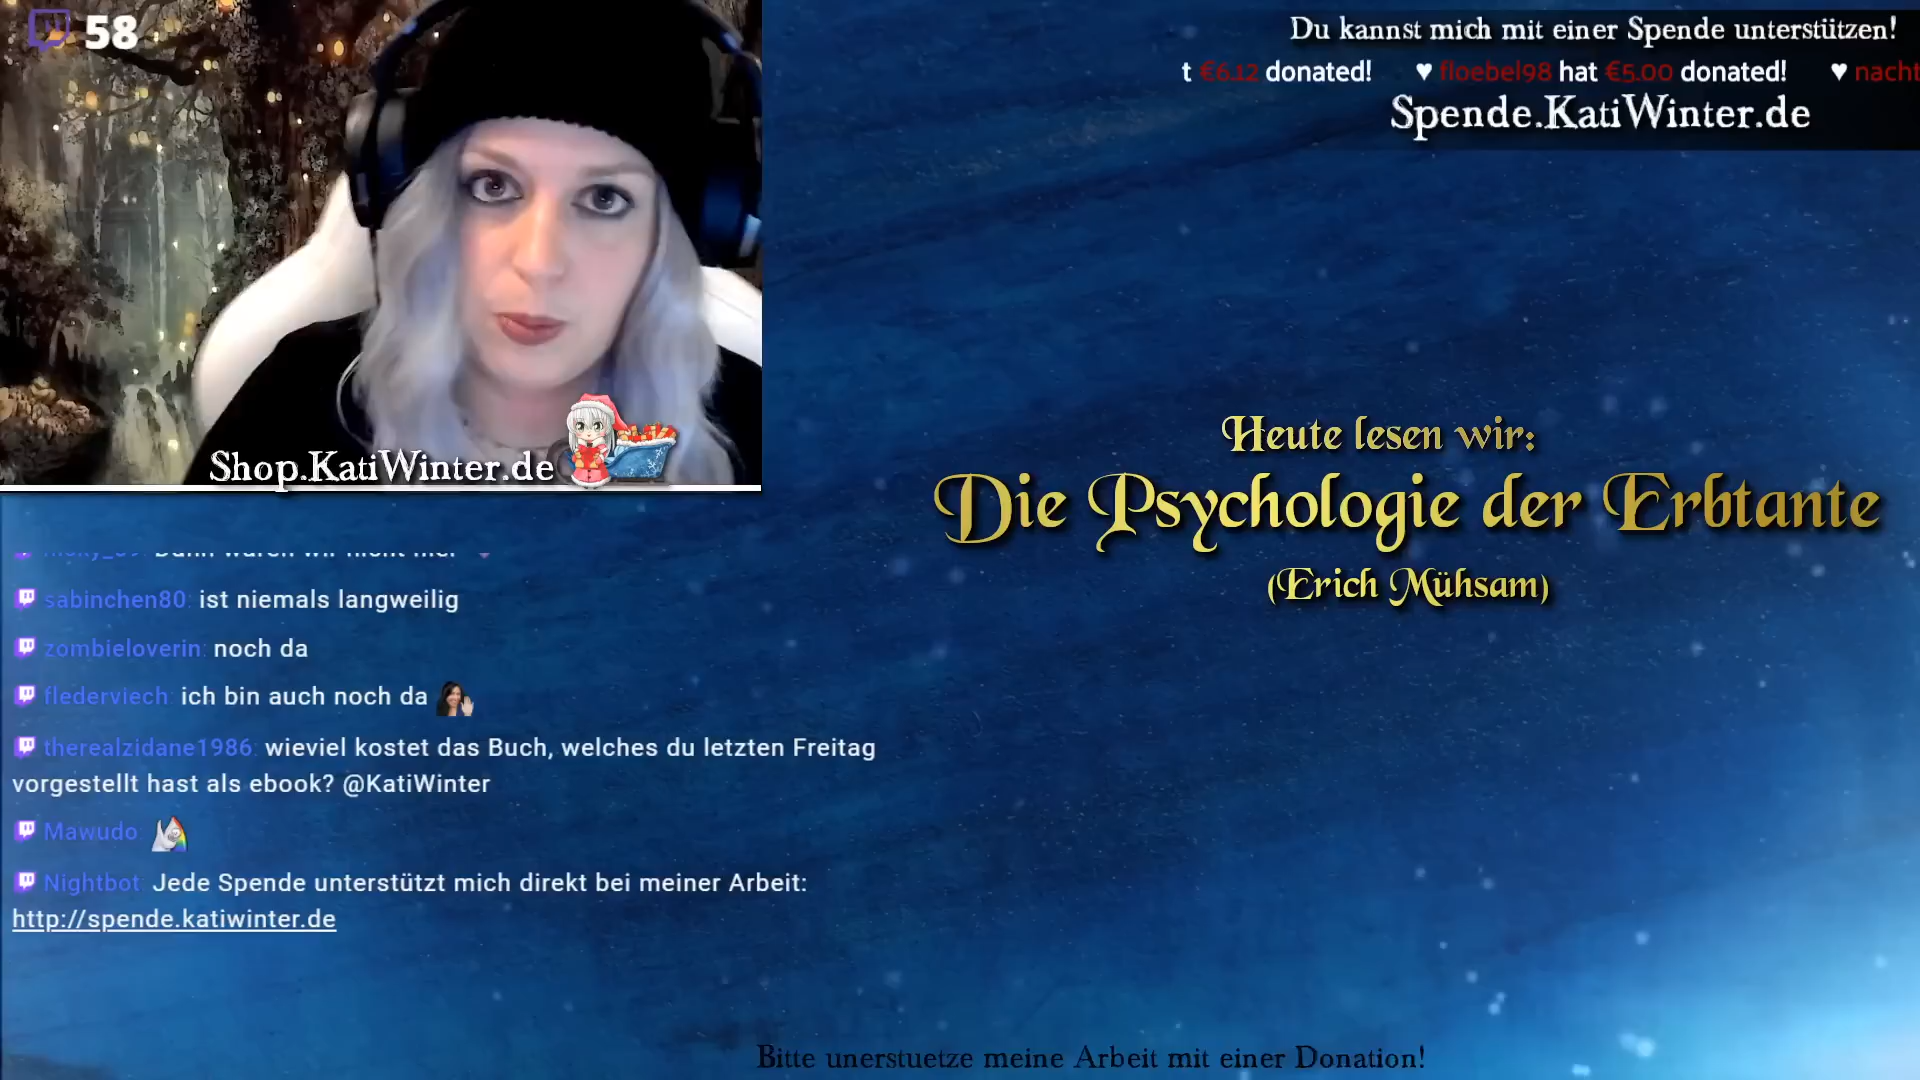 58
Du kannst mich mit einer Spende unterstützen!
t €6.12 donated! ♥ floebel98 hat €5.00 donated! ♥ nacht
Spende.KatiWinter.de
Shop.KatiWinter.de
Heute lesen wir:
Die Psychologie der Erbtante
(Erich Mühsam)
sabinchen80: ist niemals langweilig
zombieloverin: noch da
flederviech: ich bin auch noch da
therealzidane1986: wieviel kostet das Buch, welches du letzten Freitag
vorgestellt hast als ebook? @KatiWinter
Mawudo:
Nightbot: Jede Spende unterstützt mich direkt bei meiner Arbeit:
http://spende.katiwinter.de
Bitte unerstuetze meine Arbeit mit einer Donation!